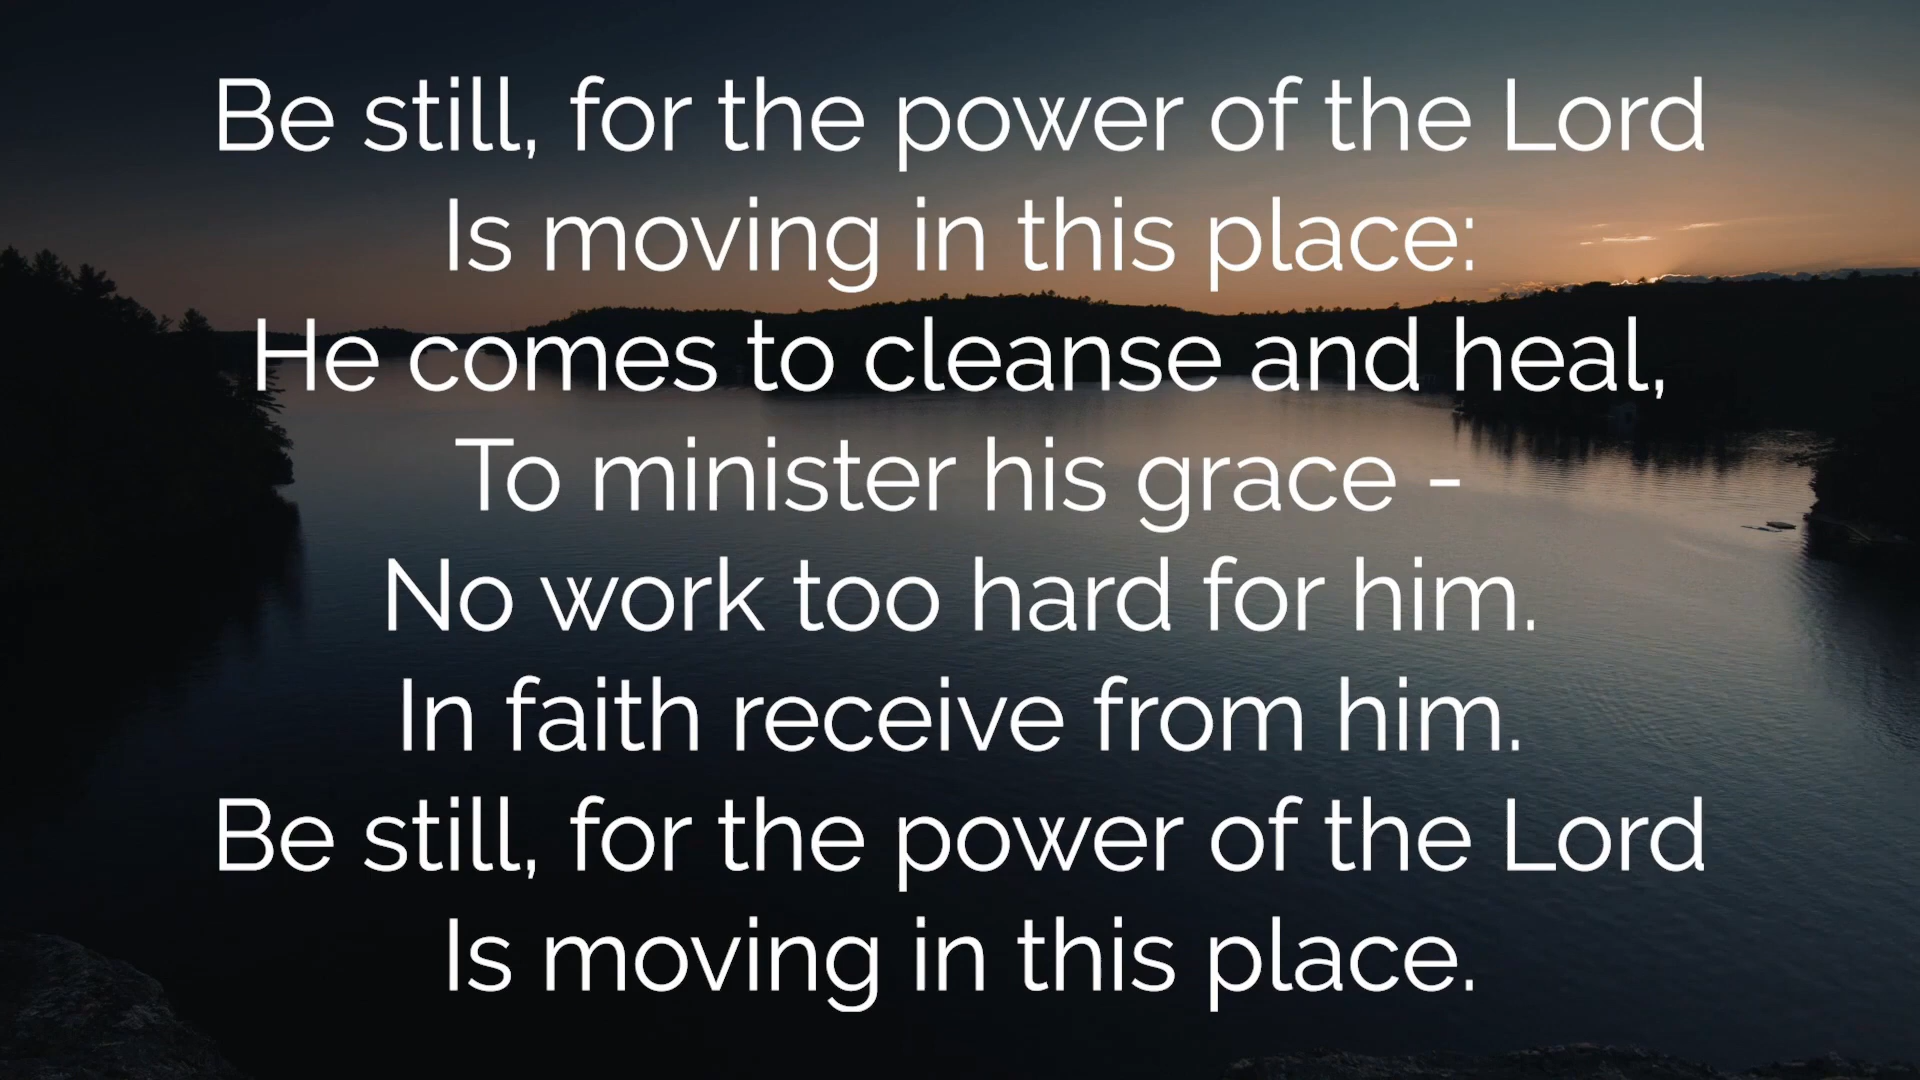 Be still, for the power of the Lord
Is moving in this place:
He comes to cleanse and heal,
To minister his grace -
No work too hard for him.
In faith receive from him.
Be still, for the power of the Lord
Is moving in this place.